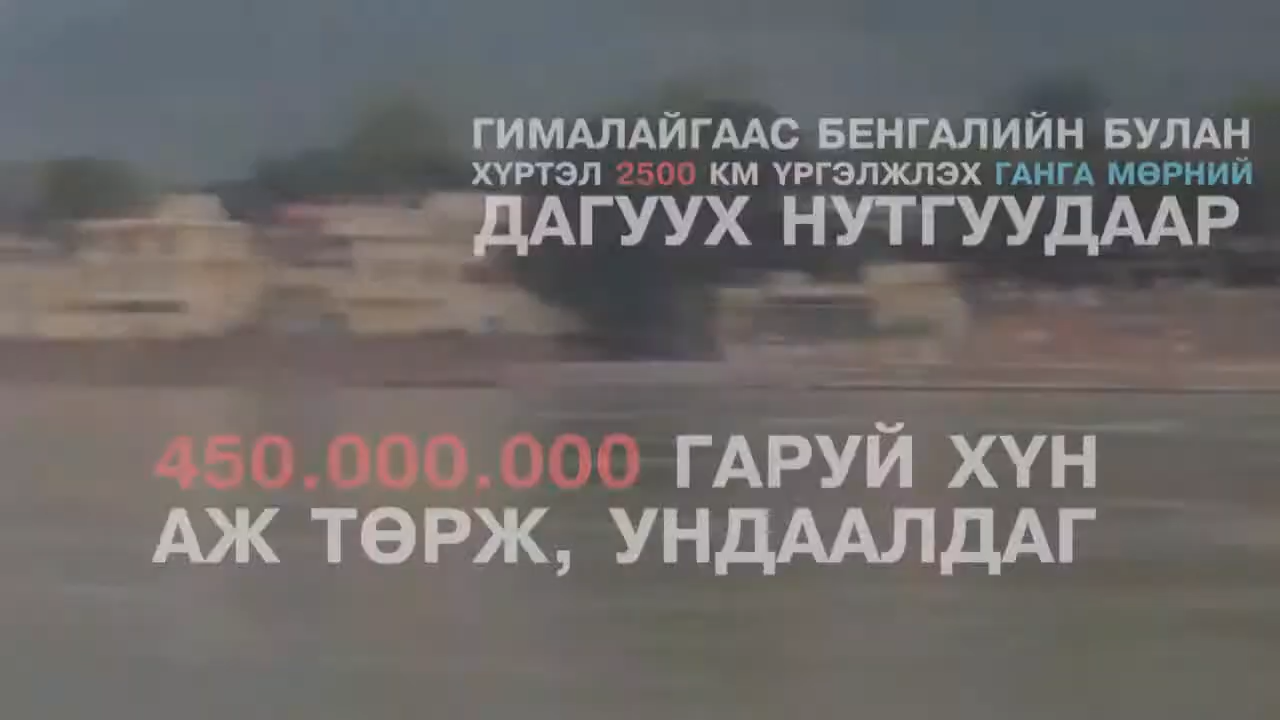 ГИМАЛАЙГААС БЕНГАЛИЙН БУЛАН
ХҮРТЭЛ 2500 КМ ҮРГЭЛЖЛЭХ ГАНГА МӨРНИЙ
ДАГУУХ НУТГУУДААР
450.000.000 ГАРУЙ ХҮН
АЖ ТӨРЖ, УНДААЛДАГ